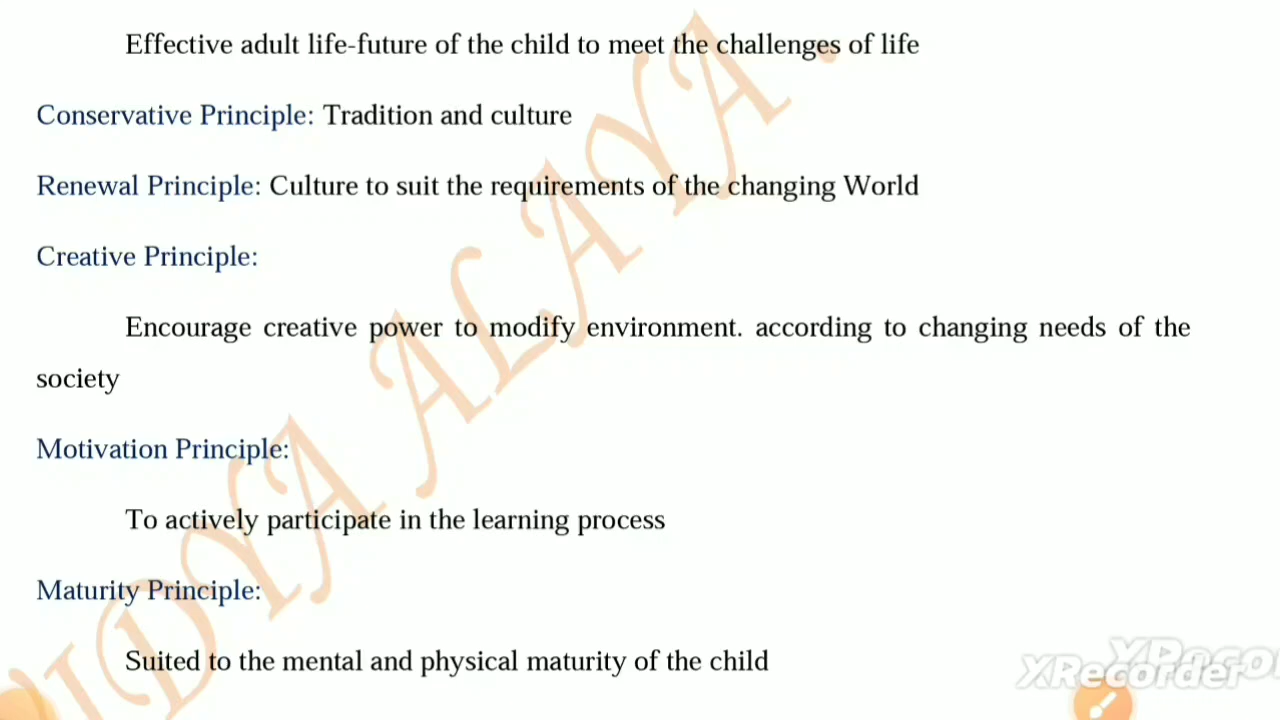 Effective adult life-future of the child to meet the challenges of life
Conservative Principle: Tradition and culture
Renewal Principle: Culture to suit the requirements of the changing World
Creative Principle:
Encourage creative power to modify environment. according to changing needs of the
society
Motivation Principle:
To actively participate in the learning process
Maturity Principle:
Suited to the mental and physical maturity of the child
VIDYA ALAYA.
XRecorder